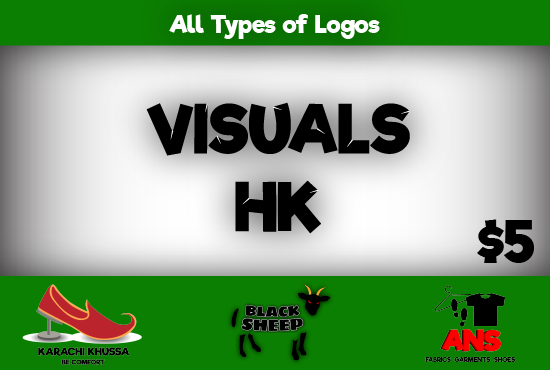 All Types of Logos
VISUALS
HK
$5
KARACHI KHUSSA
BE COMFORT
BLACK
SHEEP
ANS
FABRICS GARMENTS SHOES